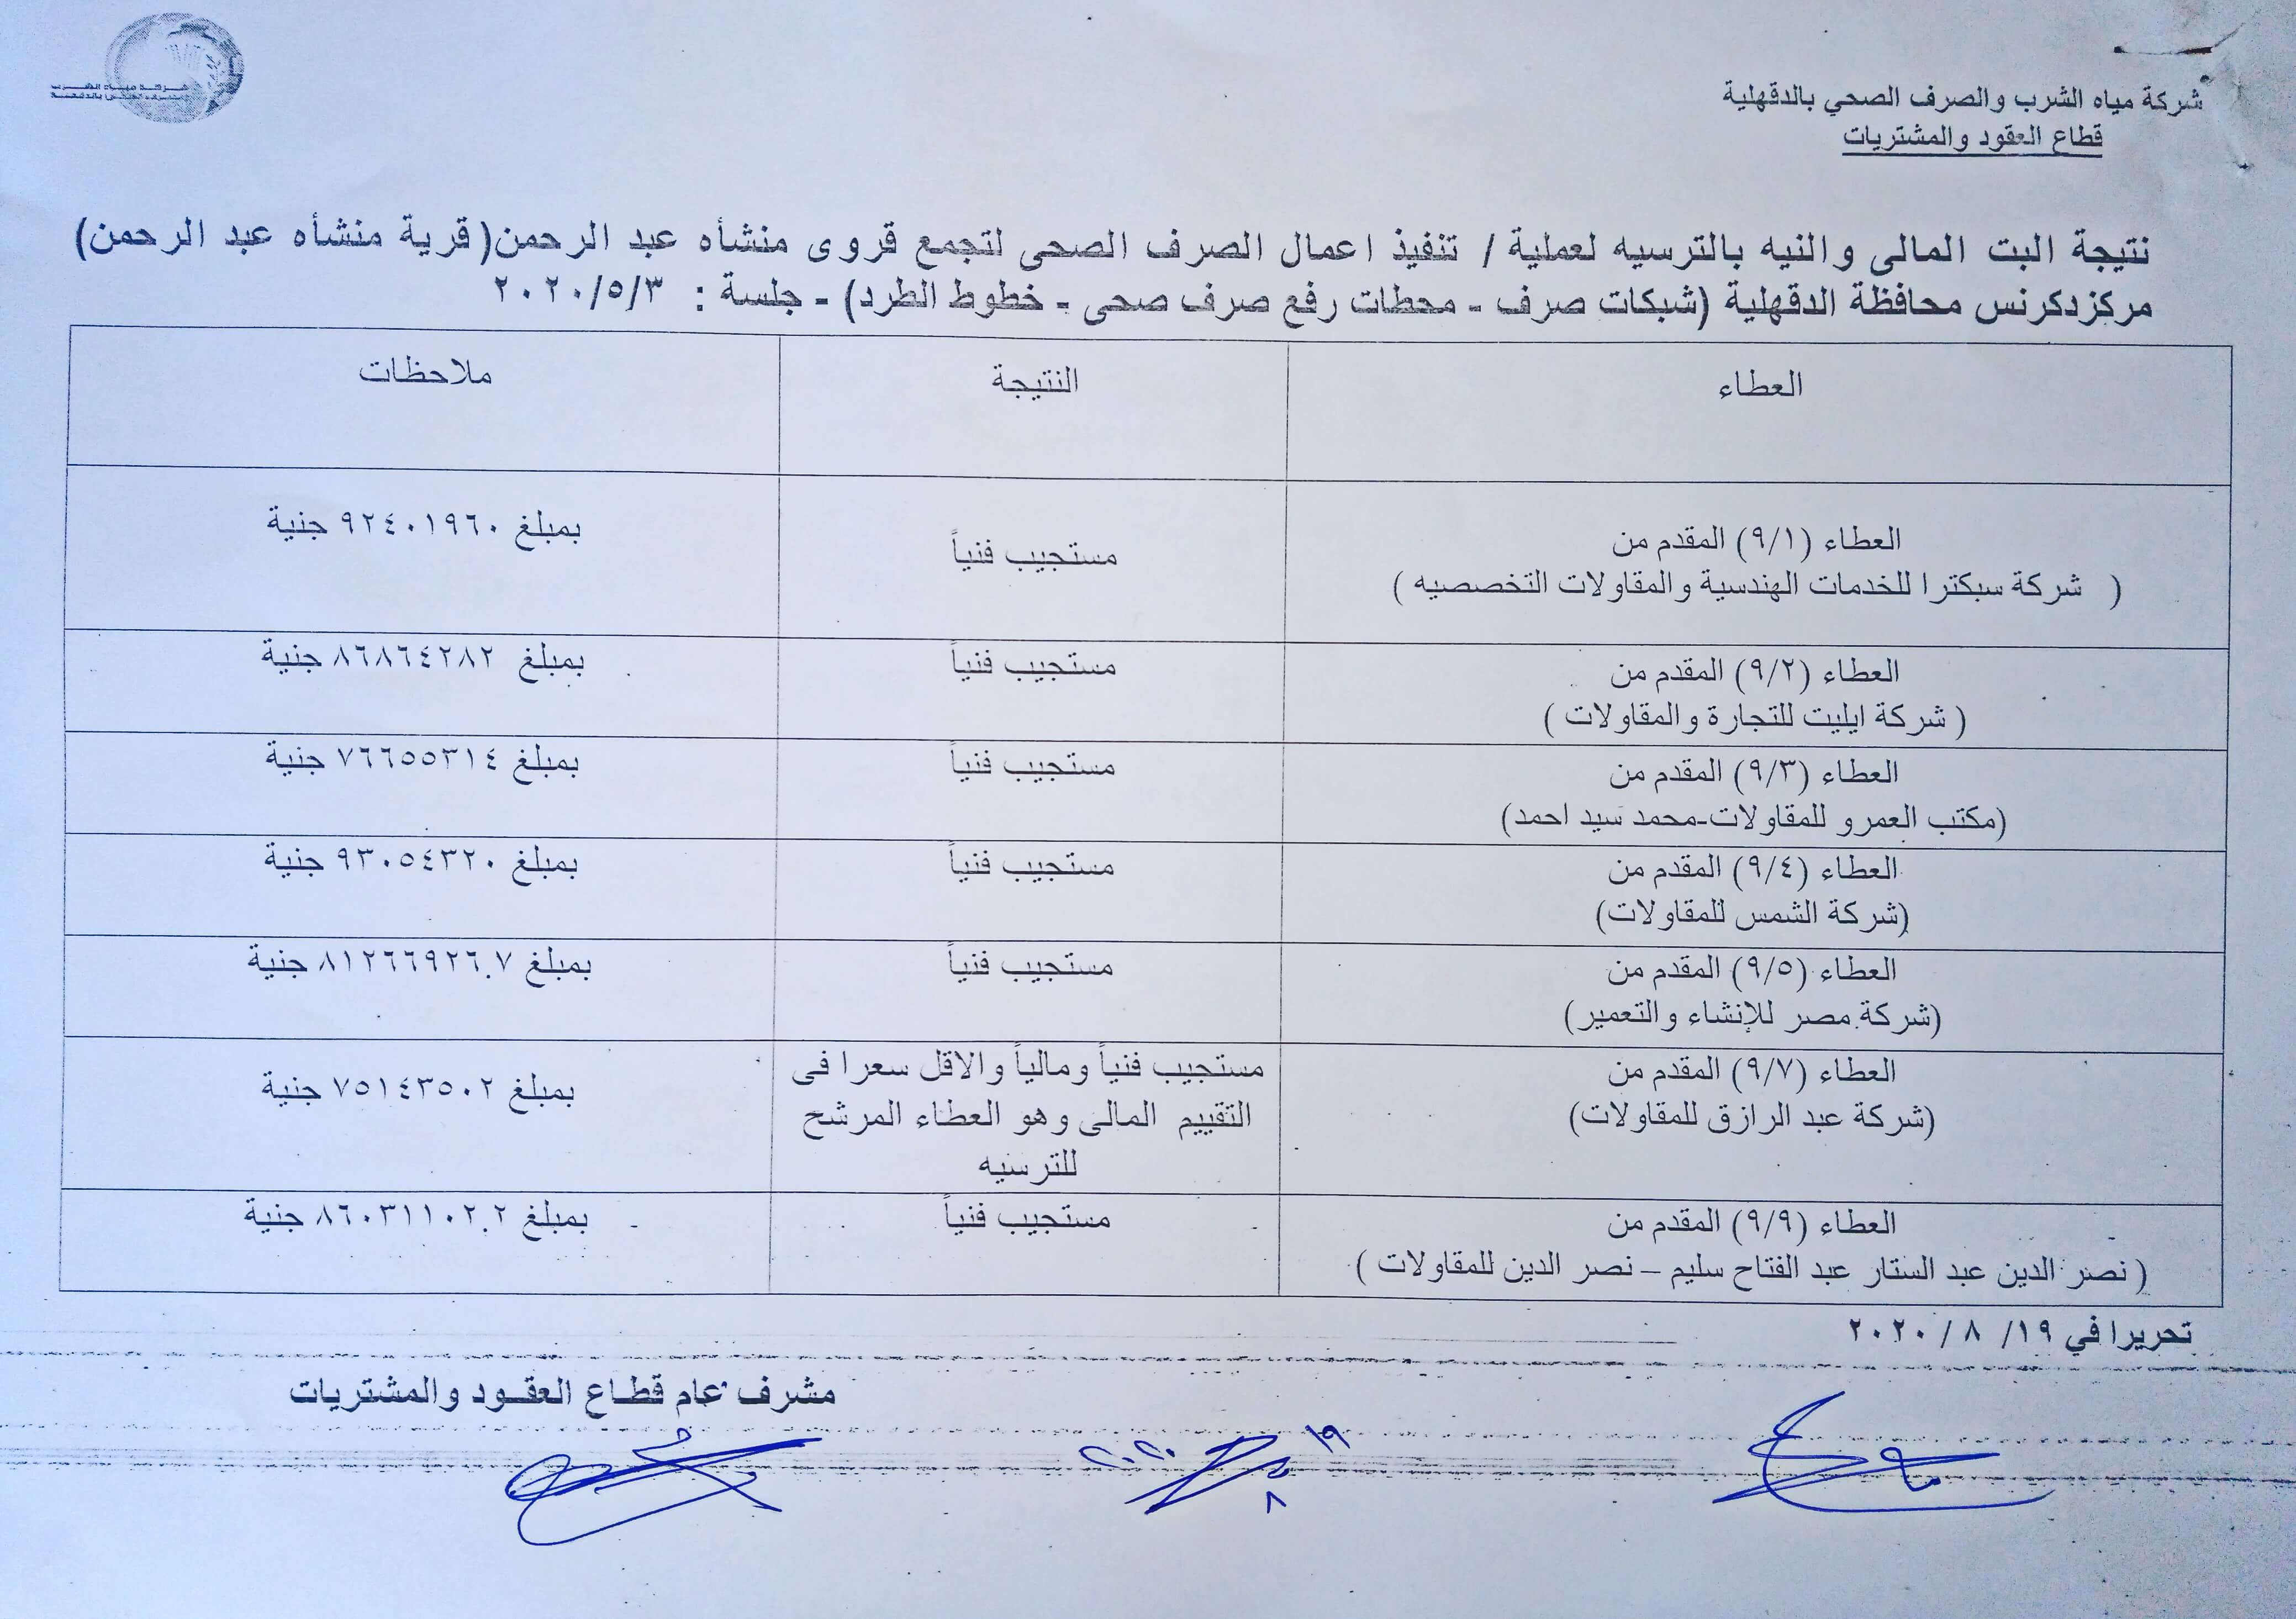 شركة مياه الشرب والصرف الصحي بالدقهلية
قطاع العقود والمشتريات
شركة مياه الشرب
نتيجة البت المالى والنيه بالترسيه لعملية / تنفيذ اعمال الصرف الصحى لتجمع قروى منشأه عبد الرحمن(قرية منشأه عبد الرحمن)
مركزدكرنس محافظة الدقهلية (شبكات صرف - محطات رفع صرف صحى - خطوط الطرد) - جلسة : ٢٠٢٠/٥/٣
العطاء
النتيجة
ملاحظات
العطاء (٩/١) المقدم من
( شركة سبكترا للخدمات الهندسية والمقاولات التخصصيه )
مستجيب فنياً
بمبلغ ٩٢٤٠١٩٦٠ جنية
العطاء (٩/٢) المقدم من
( شركة ايليت للتجارة والمقاولات )
مستجيب فنياً
بمبلغ ٨٦٨٦٤٢٨٢ جنية
العطاء (٩/٣) المقدم من
(مكتب العمرو للمقاولات-محمد سيد احمد)
مستجيب فنياً
بمبلغ ٧٦٦٥٥٣١٤ جنية
العطاء (٩/٤) المقدم من
(شركة الشمس للمقاولات)
مستجيب فنياً
بمبلغ ٩٣٠٥٤٣٢٠ جنية
العطاء (٩/٥) المقدم من
(شركة مصر للإنشاء والتعمير)
مستجيب فنياً
بمبلغ ٨١٢٦٦٩٢٦.٧ جنية
العطاء (٩/٧) المقدم من
(شركة عبد الرازق للمقاولات)
مستجيب فنياً ومالياً والاقل سعرا فى
التقييم المالى وهو العطاء المرشح
للترسيه
بمبلغ ٧٥١٤٣٥٠٢ جنية
العطاء (٩/٩) المقدم من
( نصر الدين عبد الستار عبد الفتاح سليم – نصر الدين للمقاولات )
مستجيب فنياً
بمبلغ ٨٦٠٣١١٠٢.٢ جنية
تحريرا في ١٩/ ٨ / ٢٠٢٠
مشرف عام قطاع العقود والمشتريات
١٩
٨
٢٠٢٠